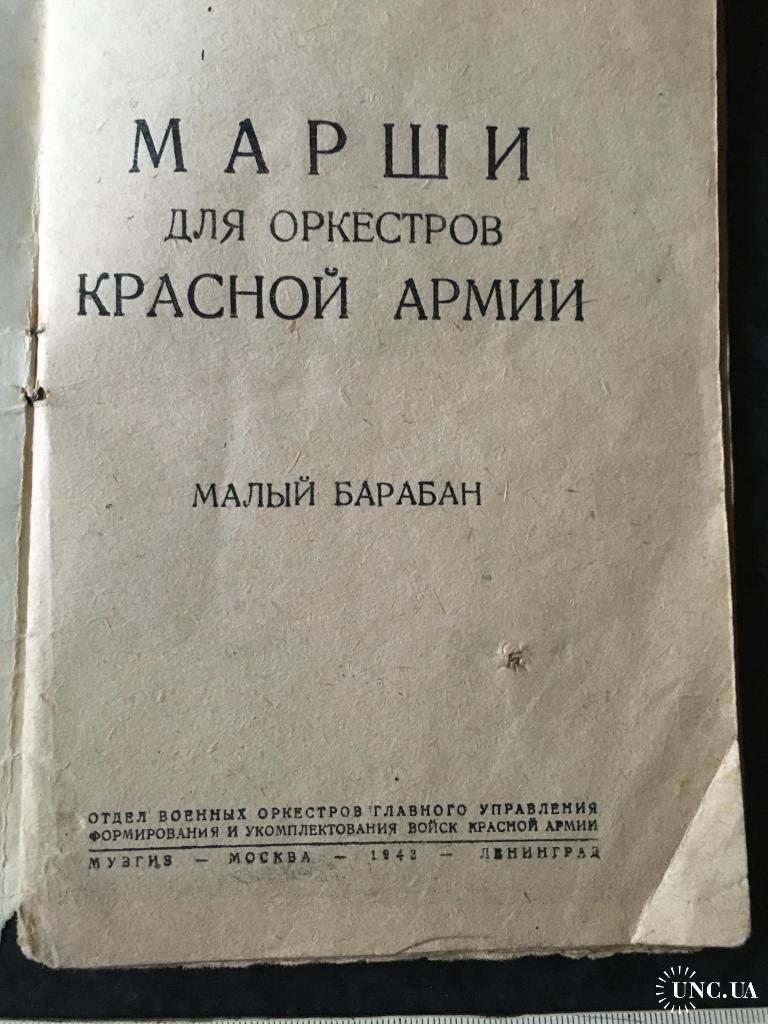 МАРШИ
ДЛЯ ОРКЕСТРОВ
КРАСНОЙ АРМИИ
МАЛЫЙ БАРАБАН
ОТДЕЛ ВОЕННЫХ ОРКЕСТРОВ ГЛАВНОГО УПРАВЛЕНИЯ
ФОРМИРОВАНИЯ И УКОМПЛЕКТОВАНИЯ ВОЙСК КРАСНОЙ АРМИИ
МУЗГИЗ — МОСКВА — 1943 — ЛЕНИНГРАД
UNC.UA